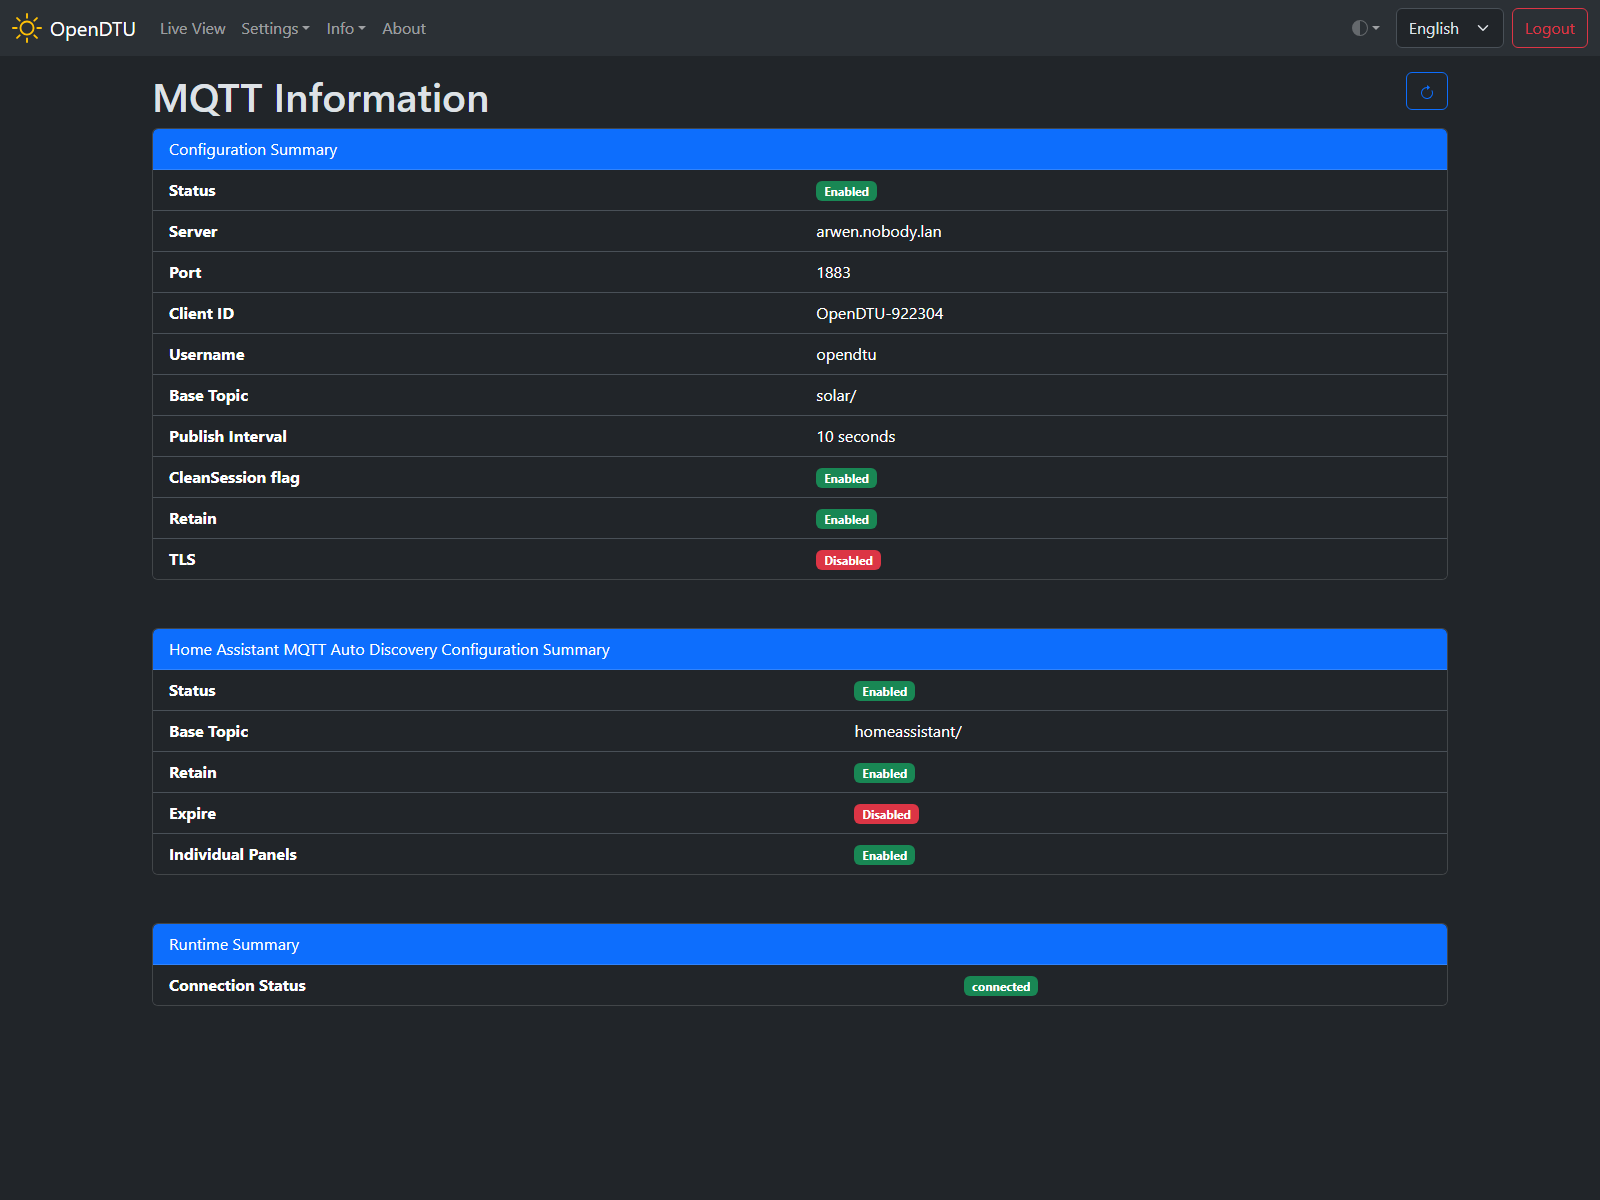 OpenDTU Live View Settings Info About English Logout
MQTT Information
Configuration Summary
Status Enabled
Server arwen.nobody.lan
Port 1883
Client ID OpenDTU-922304
Username opendtu
Base Topic solar/
Publish Interval 10 seconds
CleanSession flag Enabled
Retain Enabled
TLS Disabled
Home Assistant MQTT Auto Discovery Configuration Summary
Status Enabled
Base Topic homeassistant/
Retain Enabled
Expire Disabled
Individual Panels Enabled
Runtime Summary
Connection Status connected